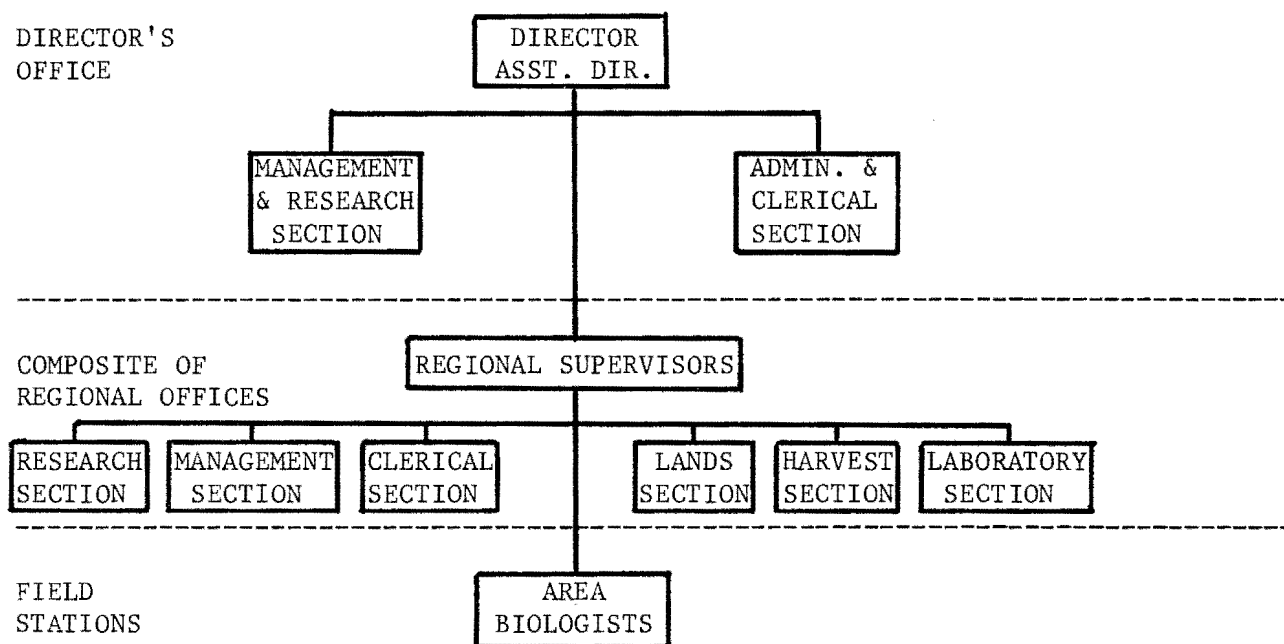 DIRECTOR'S
OFFICE
DIRECTOR
ASST. DIR.
MANAGEMENT
& RESEARCH
SECTION
ADMIN. &
CLERICAL
SECTION
COMPOSITE OF
REGIONAL OFFICES
REGIONAL SUPERVISORS
RESEARCH
SECTION
MANAGEMENT
SECTION
CLERICAL
SECTION
LANDS
SECTION
HARVEST
SECTION
LABORATORY
SECTION
FIELD
STATIONS
AREA
BIOLOGISTS